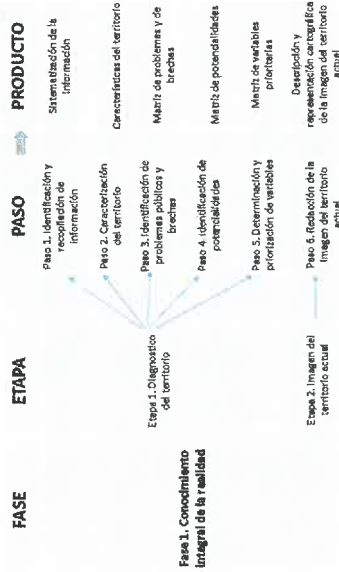 FASE
ETAPA
PASO
PRODUCTO
Fase 1. Conocimiento
integral de la realidad
Etapa 1. Diagnostico
del territorio
Paso 1. Identificación y
recopilación de
información
Sistematización de la
información
Paso 2. Caracterización
del territorio
Características del territorio
Paso 3. Identificación de
problemas públicos y
brechas
Matriz de problemas y de
brechas
Paso 4. Identificación de
potencialidades
Matriz de potencialidades
Paso 5. Determinación y
priorización de variables
Matriz de variables
prioritarias
Etapa 2. Imagen del
territorio actual
Paso 6. Redacción de la
imagen del territorio
actual
Descripción y
representación cartográfica
de la imagen del territorio
actual